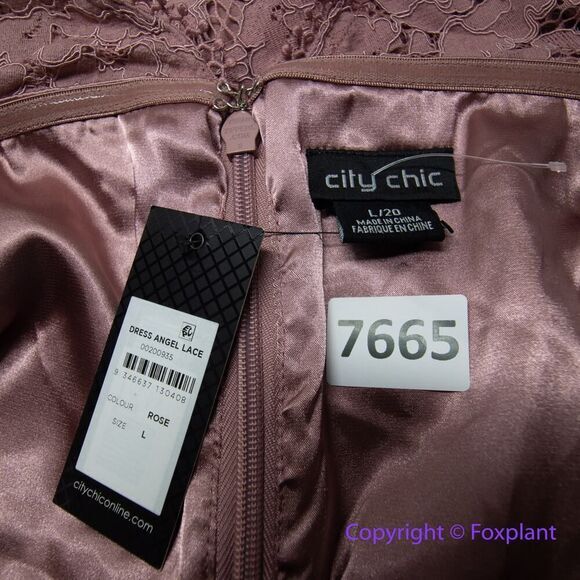 city chic
L/20
MADE IN CHINA
FABRIQUE EN CHINE
7665
DRESS ANGEL LACE
00200935
9 346637 130408
COLOUR ROSE
SIZE L
citychiconline.com
Copyright © Foxplant